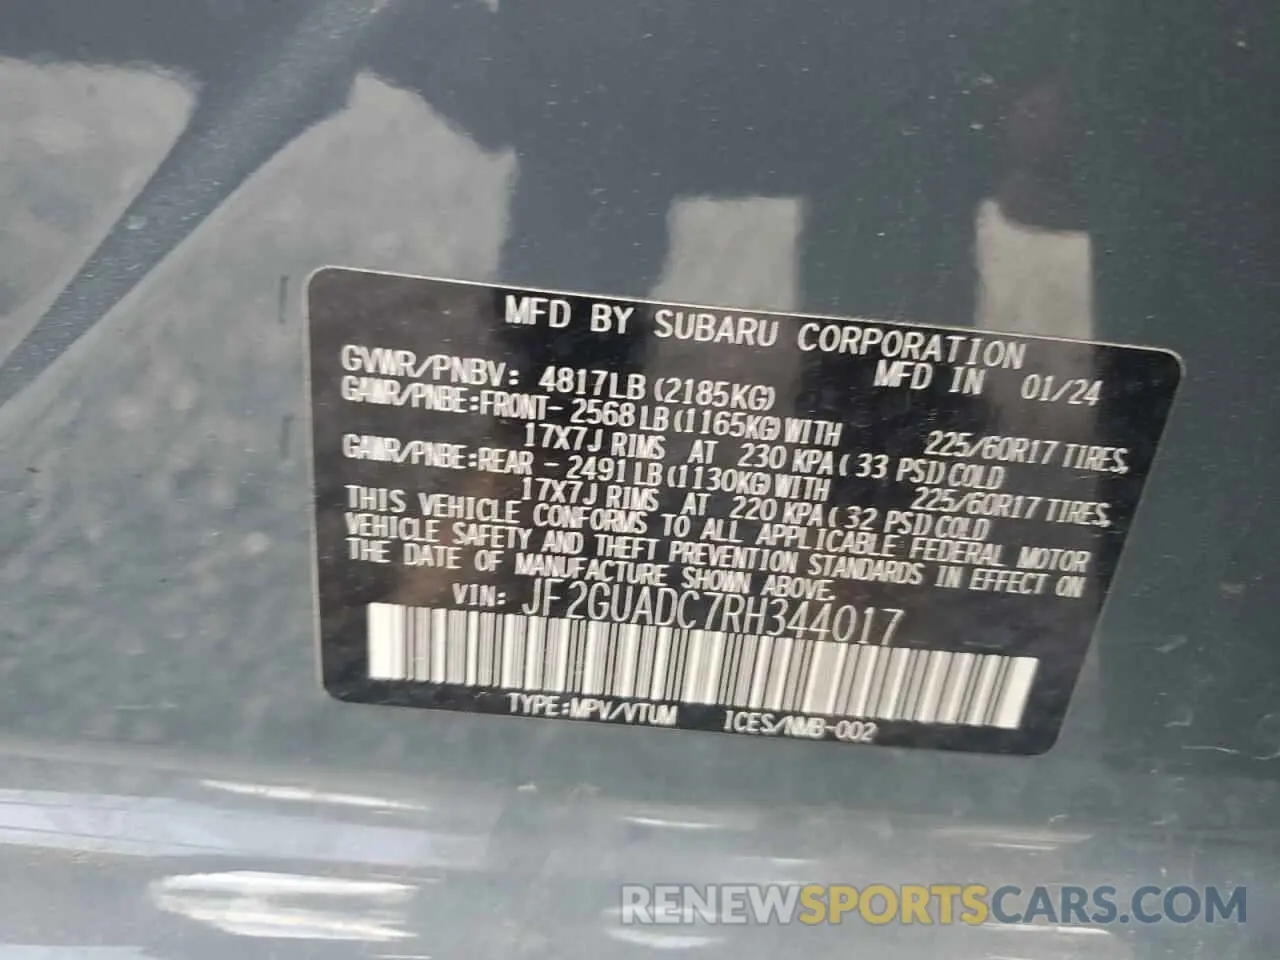 MFD BY SUBARU CORPORATION
MFD IN 01/24
GVWR/PNBV: 4817LB (2185KG)
GAWR/PNBE:FRONT- 2568 LB (1165KG) WITH 225/60R17 TIRES,
17X7J RIMS AT 230 KPA ( 33 PSI) COLD
GAWR/PNBE:REAR - 2491 LB (1130KG) WITH 225/60R17 TIRES,
17X7J RIMS AT 220 KPA ( 32 PSI) COLD
THIS VEHICLE CONFORMS TO ALL APPLICABLE FEDERAL MOTOR
VEHICLE SAFETY AND THEFT PREVENTION STANDARDS IN EFFECT ON
THE DATE OF MANUFACTURE SHOWN ABOVE.
VIN: JF2GUADC7RH344017
TYPE:MPV/VTUM ICES/NMB-002
RENEWSPORTSCARS.COM